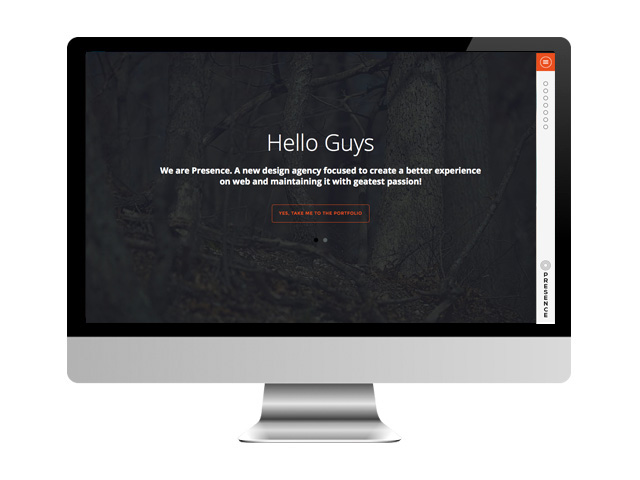 Hello Guys
We are Presence. A new design agency focused to create a better experience
on web and maintaining it with geatest passion!
YES, TAKE ME TO THE PORTFOLIO
PRESENCE